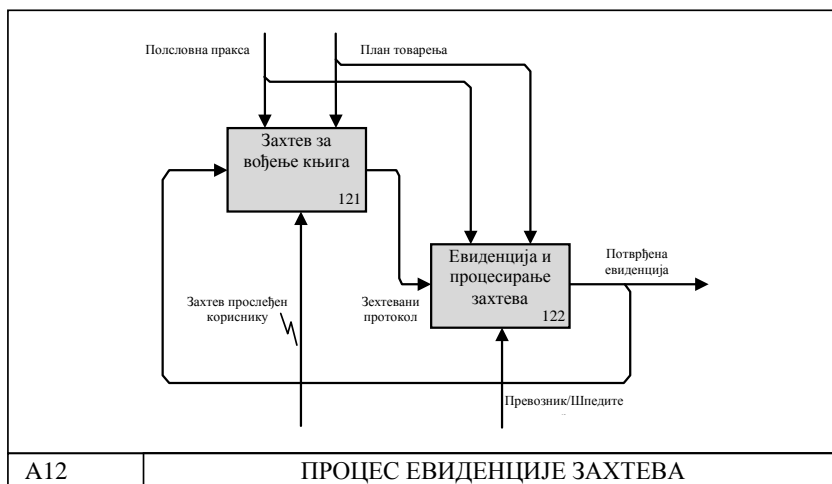 Полсловна пракса
План товарења
Захтев за
вођење књига
121
Евиденција и
процесирање
захтева
122
Потврђена
евиденција
Захтев прослеђен
кориснику
Зехтевани
протокол
Превозник/Шпедите
А12
ПРОЦЕС ЕВИДЕНЦИЈЕ ЗАХТЕВА